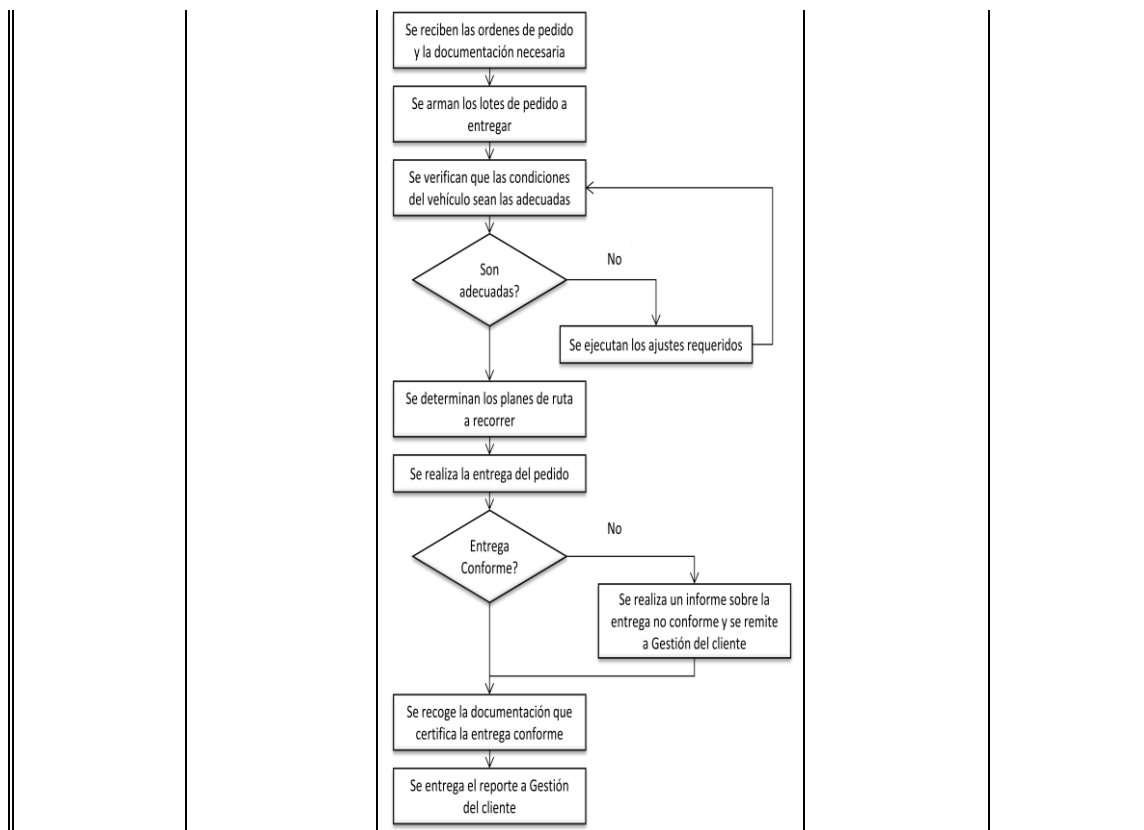 Se reciben las ordenes de pedido
y la documentación necesaria
Se arman los lotes de pedido a
entregar
Se verifican que las condiciones
del vehículo sean las adecuadas
Son
adecuadas?
No
Se ejecutan los ajustes requeridos
Se determinan los planes de ruta
a recorrer
Se realiza la entrega del pedido
Entrega
Conforme?
No
Se realiza un informe sobre la
entrega no conforme y se remite
a Gestión del cliente
Se recoge la documentación que
certifica la entrega conforme
Se entrega el reporte a Gestión
del cliente